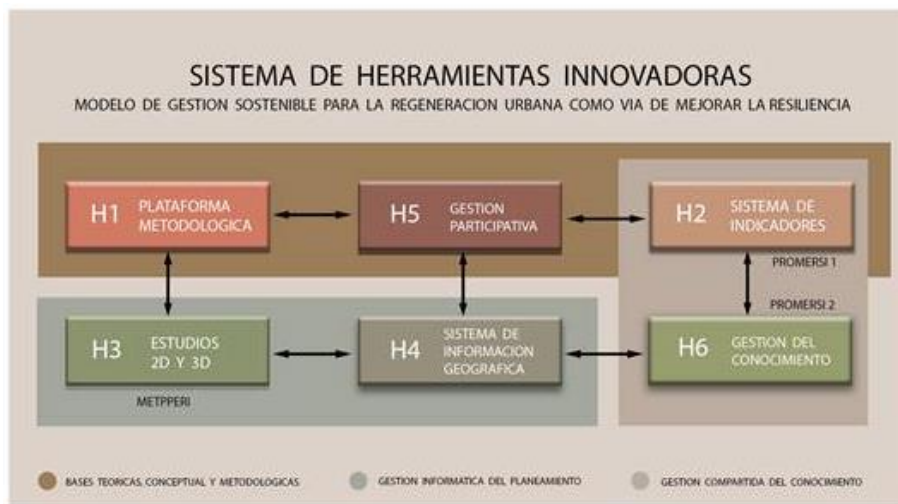 SISTEMA DE HERRAMIENTAS INNOVADORAS
MODELO DE GESTION SOSTENIBLE PARA LA REGENERACION URBANA COMO VIA DE MEJORAR LA RESILIENCIA
H1 PLATAFORMA
METODOLOGICA
H5 GESTION
PARTICIPATIVA
H2 SISTEMA DE
INDICADORES
PROMERSI 1
PROMERSI 2
H3 ESTUDIOS
2D Y 3D
H4 SISTEMA DE
INFORMACION
GEOGRAFICA
H6 GESTION DEL
CONOCIMIENTO
METPPERI
BASES TEORICAS, CONCEPTUAL Y METODOLOGICAS
GESTION INFORMATICA DEL PLANEAMIENTO
GESTION COMPARTIDA DEL CONOCIMIENTO